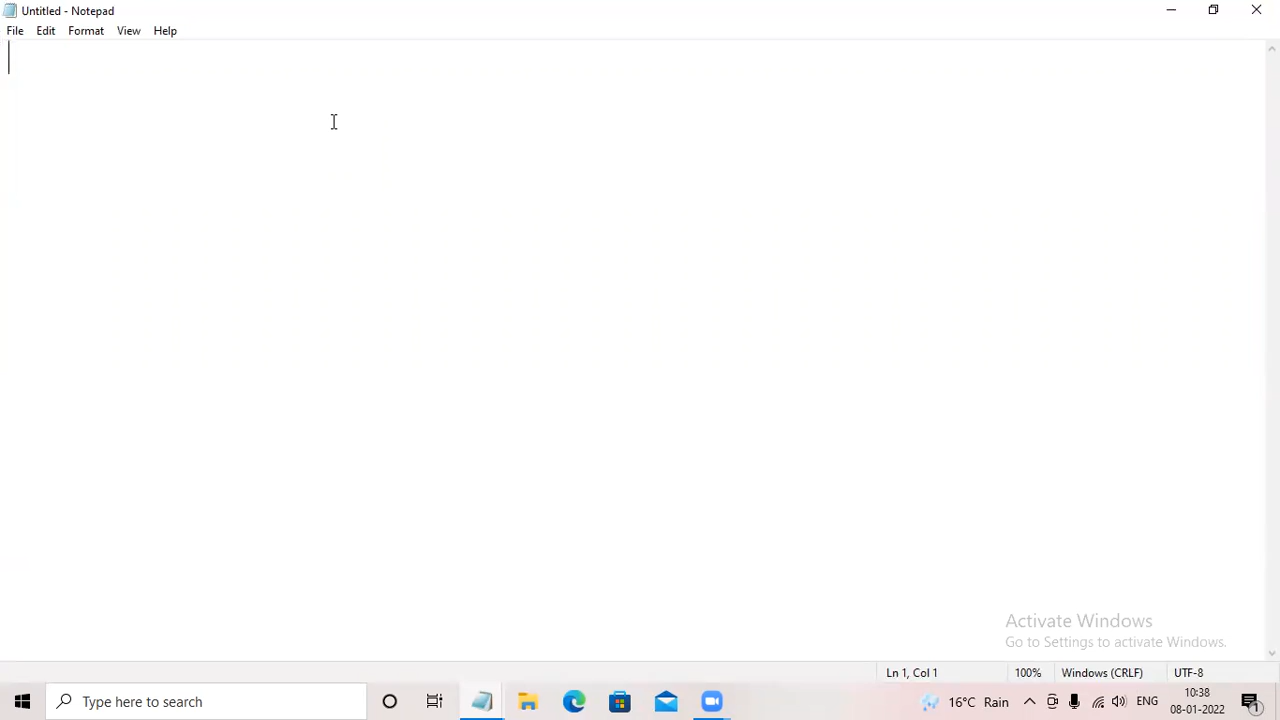 Untitled - Notepad
File Edit Format View Help
Activate Windows
Go to Settings to activate Windows.
Ln 1, Col 1 100% Windows (CRLF) UTF-8
Type here to search 16°C Rain ENG 10:38
08-01-2022 1